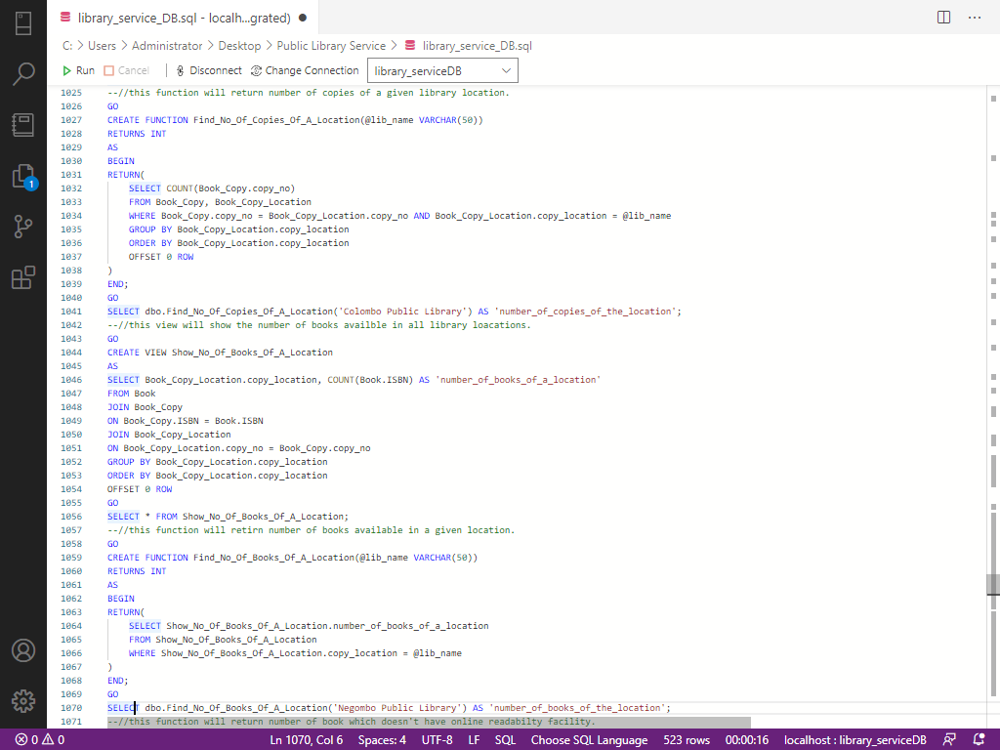 library_service_DB.sql - localh...grated)
C: > Users > Administrator > Desktop > Public Library Service > library_service_DB.sql
Run Cancel Disconnect Change Connection library_serviceDB
1025 --//this function will return number of copies of a given library location.
1026 GO
1027 CREATE FUNCTION Find_No_Of_Copies_Of_A_Location(@lib_name VARCHAR(50))
1028 RETURNS INT
1029 AS
1030 BEGIN
1031 RETURN(
1032 SELECT COUNT(Book_Copy.copy_no)
1033 FROM Book_Copy, Book_Copy_Location
1034 WHERE Book_Copy.copy_no = Book_Copy_Location.copy_no AND Book_Copy_Location.copy_location = @lib_name
1035 GROUP BY Book_Copy_Location.copy_location
1036 ORDER BY Book_Copy_Location.copy_location
1037 OFFSET 0 ROW
1038 )
1039 END;
1040 GO
1041 SELECT dbo.Find_No_Of_Copies_Of_A_Location('Colombo Public Library') AS 'number_of_copies_of_the_location';
1042 --//this view will show the number of books availble in all library loacations.
1043 GO
1044 CREATE VIEW Show_No_Of_Books_Of_A_Location
1045 AS
1046 SELECT Book_Copy_Location.copy_location, COUNT(Book.ISBN) AS 'number_of_books_of_a_location'
1047 FROM Book
1048 JOIN Book_Copy
1049 ON Book_Copy.ISBN = Book.ISBN
1050 JOIN Book_Copy_Location
1051 ON Book_Copy_Location.copy_no = Book_Copy.copy_no
1052 GROUP BY Book_Copy_Location.copy_location
1053 ORDER BY Book_Copy_Location.copy_location
1054 OFFSET 0 ROW
1055 GO
1056 SELECT * FROM Show_No_Of_Books_Of_A_Location;
1057 --//this function will retirn number of books available in a given location.
1058 GO
1059 CREATE FUNCTION Find_No_Of_Books_Of_A_Location(@lib_name VARCHAR(50))
1060 RETURNS INT
1061 AS
1062 BEGIN
1063 RETURN(
1064 SELECT Show_No_Of_Books_Of_A_Location.number_of_books_of_a_location
1065 FROM Show_No_Of_Books_Of_A_Location
1066 WHERE Show_No_Of_Books_Of_A_Location.copy_location = @lib_name
1067 )
1068 END;
1069 GO
1070 SELECT dbo.Find_No_Of_Books_Of_A_Location('Negombo Public Library') AS 'number_of_books_of_the_location';
1071 --//this function will return number of book which doesn't have online readabilty facility.
1
0 0 Ln 1070, Col 6 Spaces: 4 UTF-8 LF SQL Choose SQL Language 523 rows 00:00:16 localhost : library_serviceDB